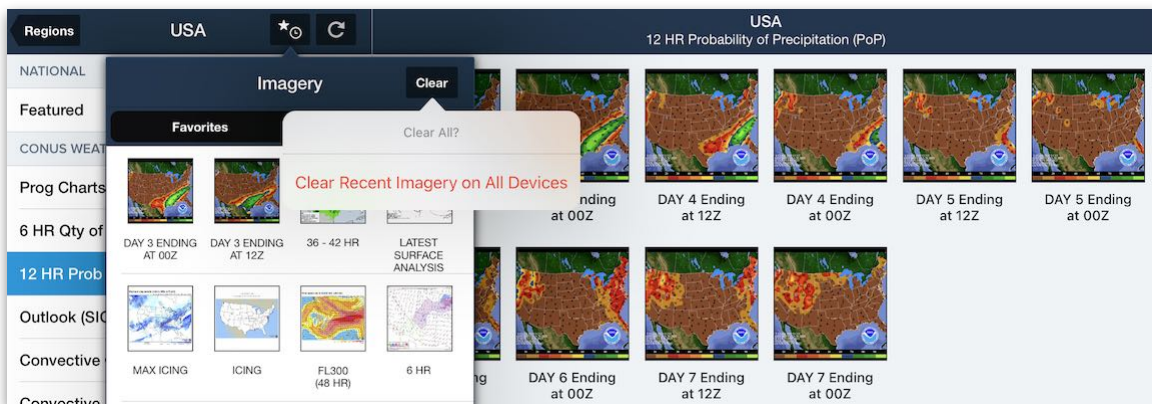 Regions
USA
USA
12 HR Probability of Precipitation (PoP)
NATIONAL
Featured
CONUS WEAT
Prog Charts
6 HR Qty of
12 HR Prob
Outlook (SIG
Convective
Convective
Imagery
Clear
Favorites
Clear All?
Clear Recent Imagery on All Devices
DAY 3 ENDING
AT 00Z
DAY 3 ENDING
AT 12Z
36 - 42 HR
LATEST
SURFACE
ANALYSIS
MAX ICING
ICING
FL300
(48 HR)
6 HR
nding
at 00Z
DAY 4 Ending
at 12Z
DAY 4 Ending
at 00Z
DAY 5 Ending
at 12Z
DAY 5 Ending
at 00Z
ng
DAY 6 Ending
at 00Z
DAY 7 Ending
at 12Z
DAY 7 Ending
at 00Z